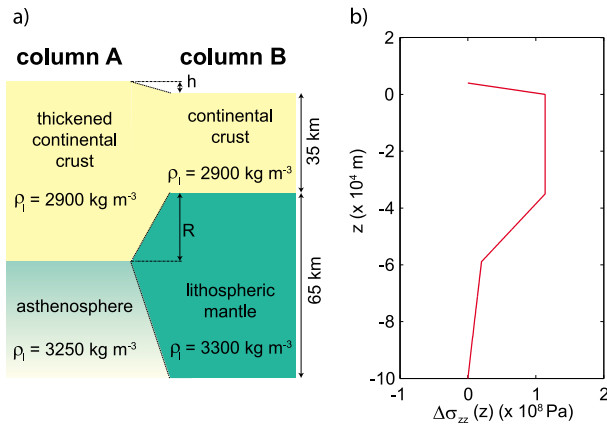 a)
column A
column B
h
thickened
continental
crust
ρl = 2900 kg m-3
continental
crust
ρl = 2900 kg m-3
35 km
R
asthenosphere
ρl = 3250 kg m-3
lithospheric
mantle
ρl = 3300 kg m-3
65 km
b)
2
0
-2
-4
-6
-8
-10
z (x 10⁴ m)
-1
0
1
2
Δσzz (z) (x 10⁸ Pa)